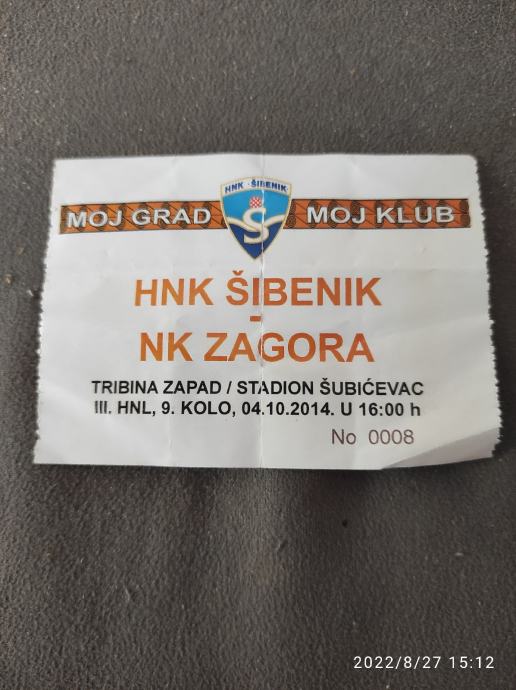 HNK ŠIBENIK
MOJ GRAD MOJ KLUB
HNK ŠIBENIK
-
NK ZAGORA
TRIBINA ZAPAD / STADION ŠUBIĆEVAC
III. HNL, 9. KOLO, 04.10.2014. U 16:00 h
No 0008
2022/8/27 15:12